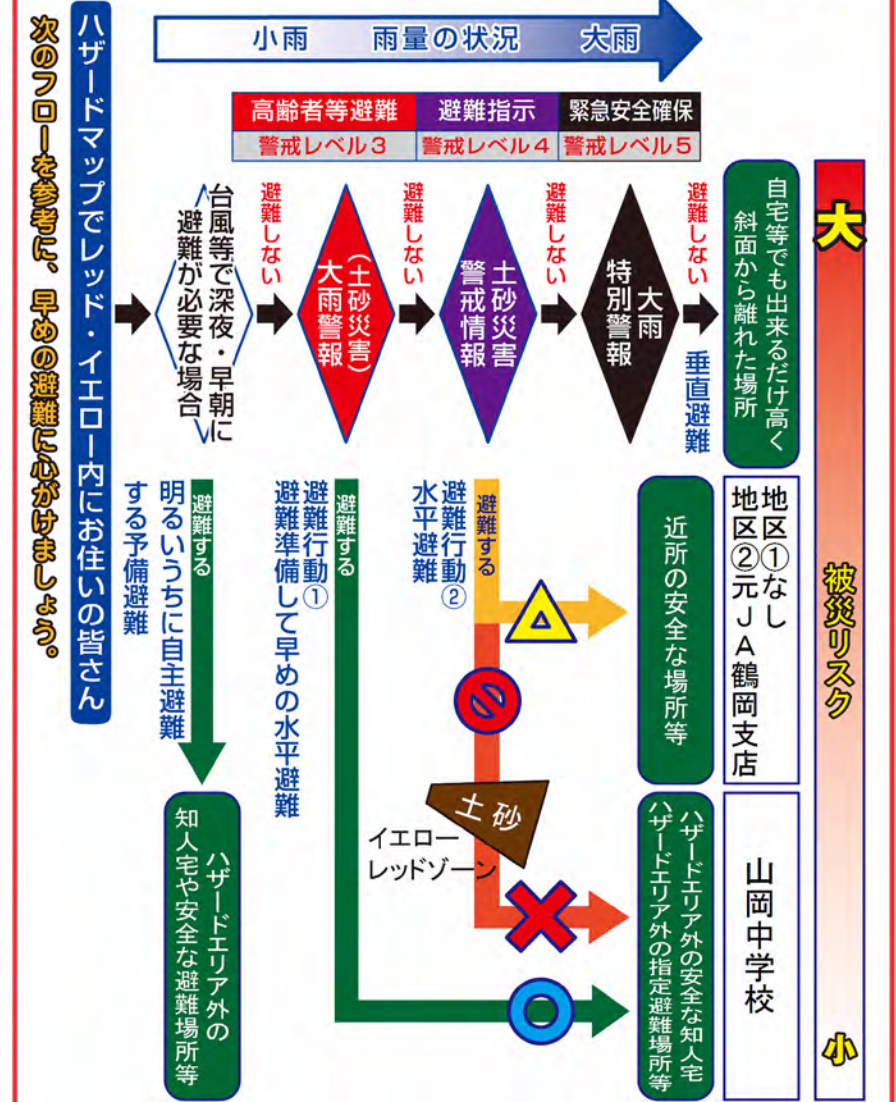 小雨 雨量の状況 大雨
高齢者等避難
警戒レベル3
避難指示
警戒レベル4
緊急安全確保
警戒レベル5
ハザードマップでレッド・イエロー内にお住いの皆さん
次のフローを参考に、早めの避難に心がけましょう。
台風等で深夜・早朝に
避難が必要な場合
避難しない
大雨警報
(土砂災害)
避難しない
土砂災害
警戒情報
避難しない
大雨
特別警報
避難しない
垂直避難
自宅等でも出来るだけ高く
斜面から離れた場所
避難する
明るいうちに自主避難
する予備避難
ハザードエリア外の
知人宅や安全な避難場所等
避難する
避難行動①
避難準備して早めの水平避難
避難する
避難行動②
水平避難
土砂
イエロー
レッドゾーン
近所の安全な場所等
地区①なし
地区②元JA鶴岡支店
ハザードエリア外の安全な知人宅
ハザードエリア外の指定避難場所等
山岡中学校
大
被災リスク
小